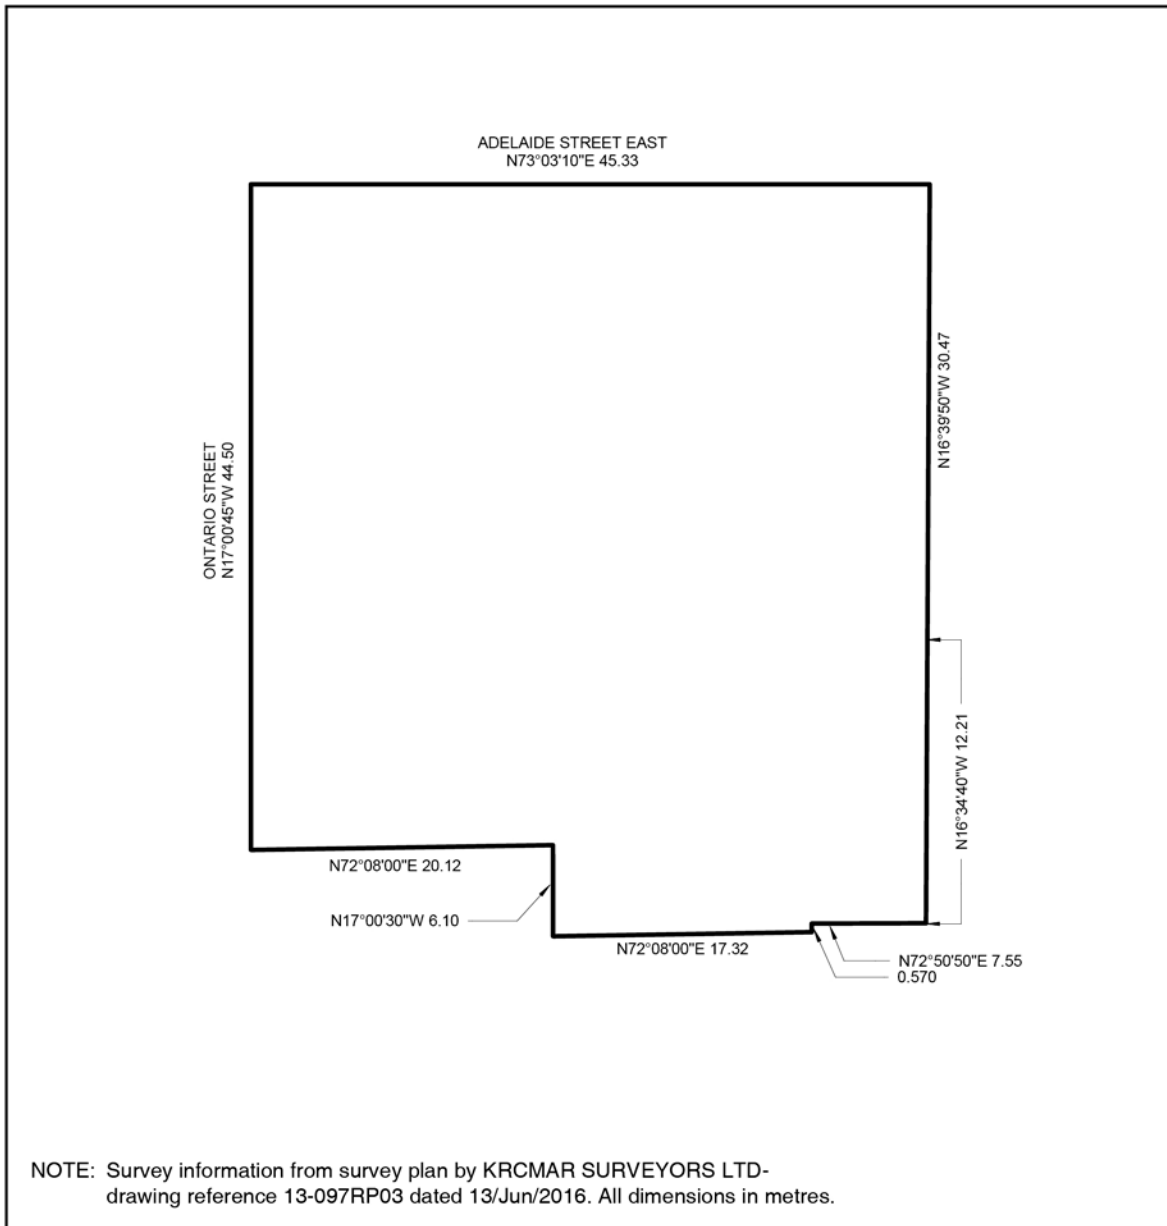 ADELAIDE STREET EAST
N73°03'10"E 45.33
N16°39'50"W 30.47
ONTARIO STREET
N17°00'45"W 44.50
N16°34'40"W 12.21
N72°08'00"E 20.12
N17°00'30"W 6.10
N72°08'00"E 17.32
N72°50'50"E 7.55
0.570
NOTE: Survey information from survey plan by KRCMAR SURVEYORS LTD-
drawing reference 13-097RP03 dated 13/Jun/2016. All dimensions in metres.